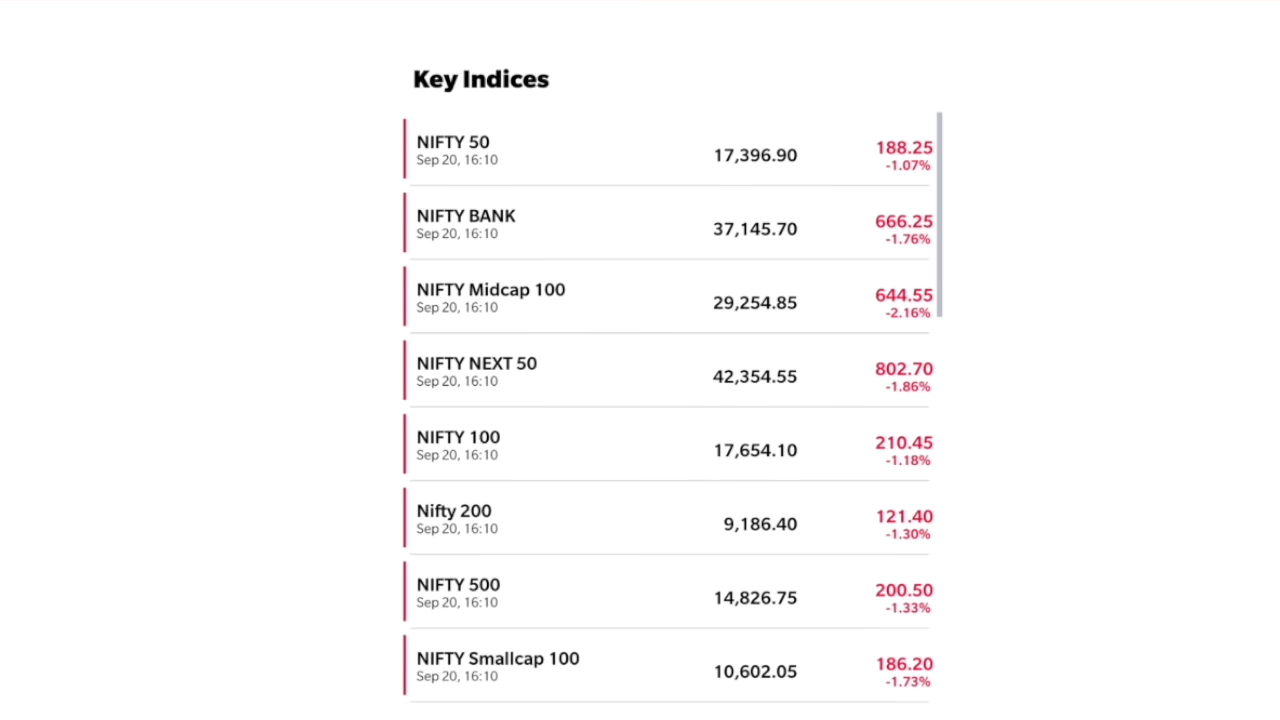 Key Indices
NIFTY 50
Sep 20, 16:10
17,396.90
188.25
-1.07%
NIFTY BANK
Sep 20, 16:10
37,145.70
666.25
-1.76%
NIFTY Midcap 100
Sep 20, 16:10
29,254.85
644.55
-2.16%
NIFTY NEXT 50
Sep 20, 16:10
42,354.55
802.70
-1.86%
NIFTY 100
Sep 20, 16:10
17,654.10
210.45
-1.18%
Nifty 200
Sep 20, 16:10
9,186.40
121.40
-1.30%
NIFTY 500
Sep 20, 16:10
14,826.75
200.50
-1.33%
NIFTY Smallcap 100
Sep 20, 16:10
10,602.05
186.20
-1.73%